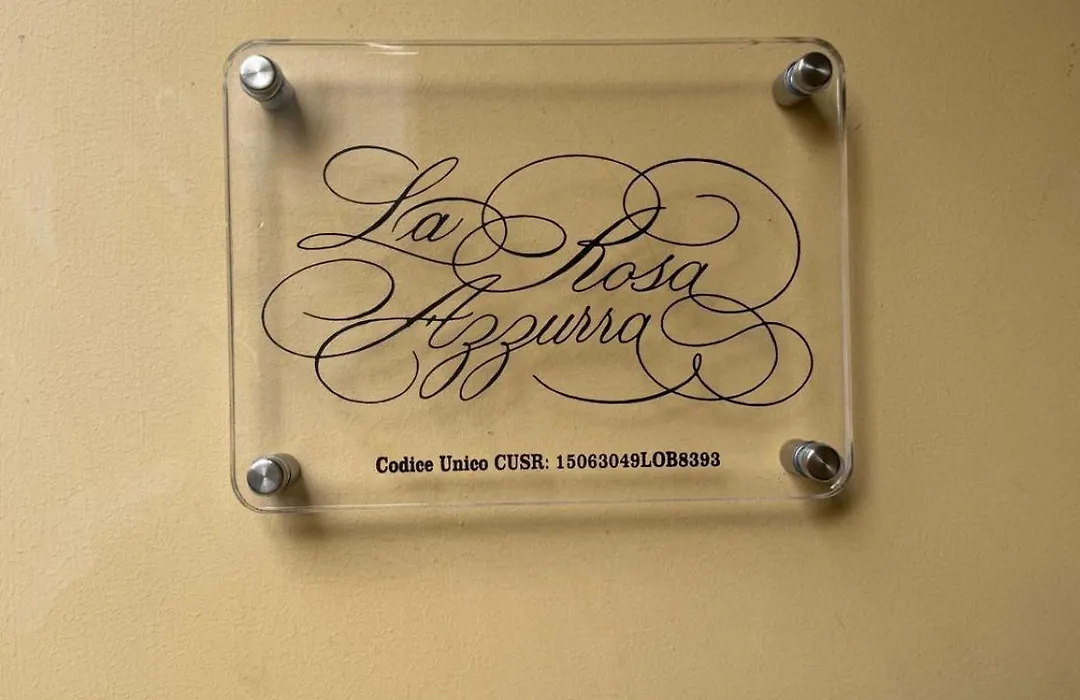 La Rosa
Azzurra
Codice Unico CUSR: 15063049LOB8393